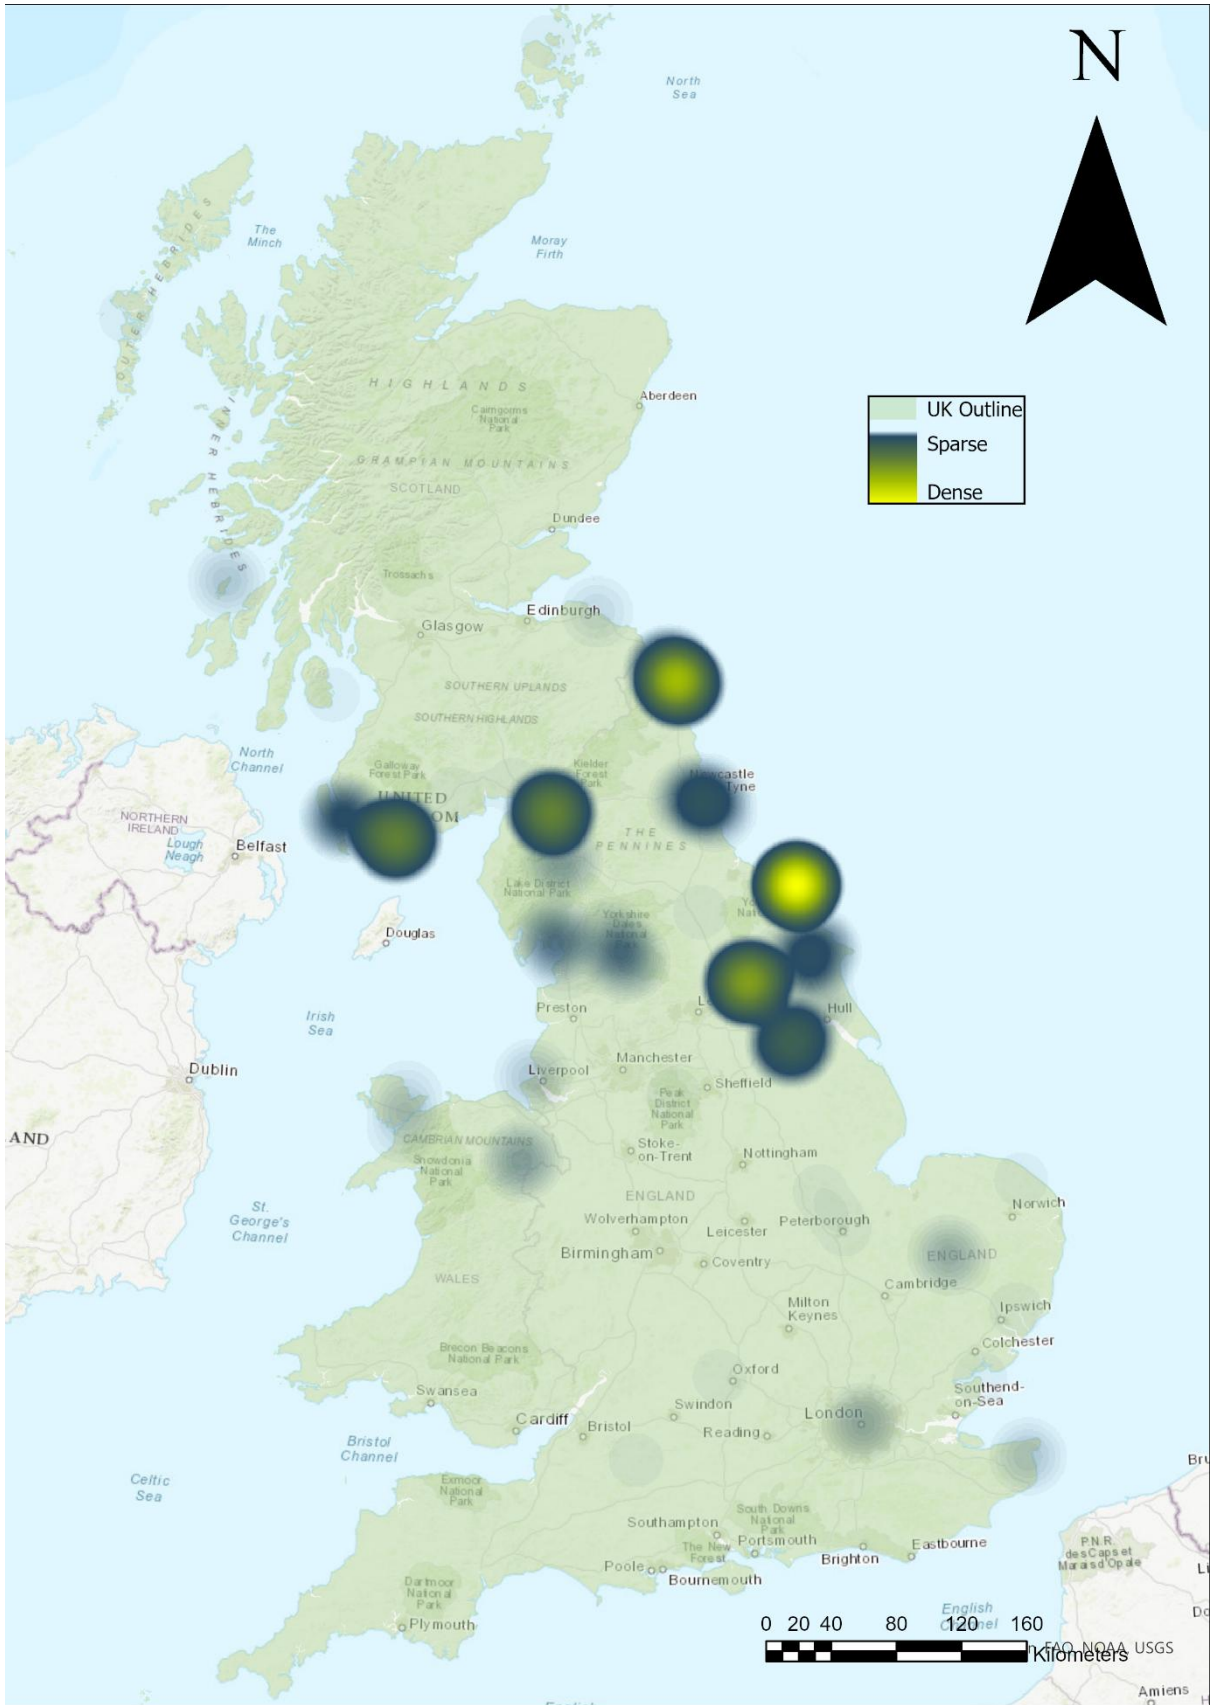 N
North
Sea
The
Minch
OUTER HEBRIDES
Moray
Firth
HIGHLANDS
Cairngorms
National
Park
Aberdeen
UK Outline
Sparse
Dense
INNER HEBRIDES
GRAMPIAN MOUNTAINS
SCOTLAND
Dundee
Trossachs
Edinburgh
Glasgow
SOUTHERN UPLANDS
SOUTHERN HIGHLANDS
North
Channel
Galloway
Forest Park
Kielder
Forest
Park
Newcastle
Tyne
UNITED
NORTHERN
IRELAND
Lough
Neagh
Belfast
THE
PENNINES
Lake District
National Park
Yorkshire
Dales
National
Douglas
Preston
Hull
Irish
Sea
Dublin
Liverpool
Manchester
Sheffield
Peak
District
National
Park
AND
CAMBRIAN MOUNTAINS
Snowdonia
National
Park
Stoke-
on-Trent
Nottingham
ENGLAND
Norwich
St.
George's
Channel
Wolverhampton
Leicester
Peterborough
Birmingham
Coventry
ENGLAND
WALES
Cambridge
Milton
Keynes
Ipswich
Colchester
Brecon Beacons
National Park
Oxford
Swansea
Swindon
London
Southend-
on-Sea
Cardiff
Bristol
Reading
Bristol
Channel
Celtic
Sea
Exmoor
National
Park
Bru
Southampton
South Downs
National
Park
Portsmouth
The New
Forest
Brighton
Eastbourne
P.N.R.
des Caps et
Marais d'Opale
Poole
Bournemouth
Dartmoor
National
Park
Plymouth
English
Channel
0 20 40 80 120 160
Kilometers
FAO, NOAA, USGS
Amiens